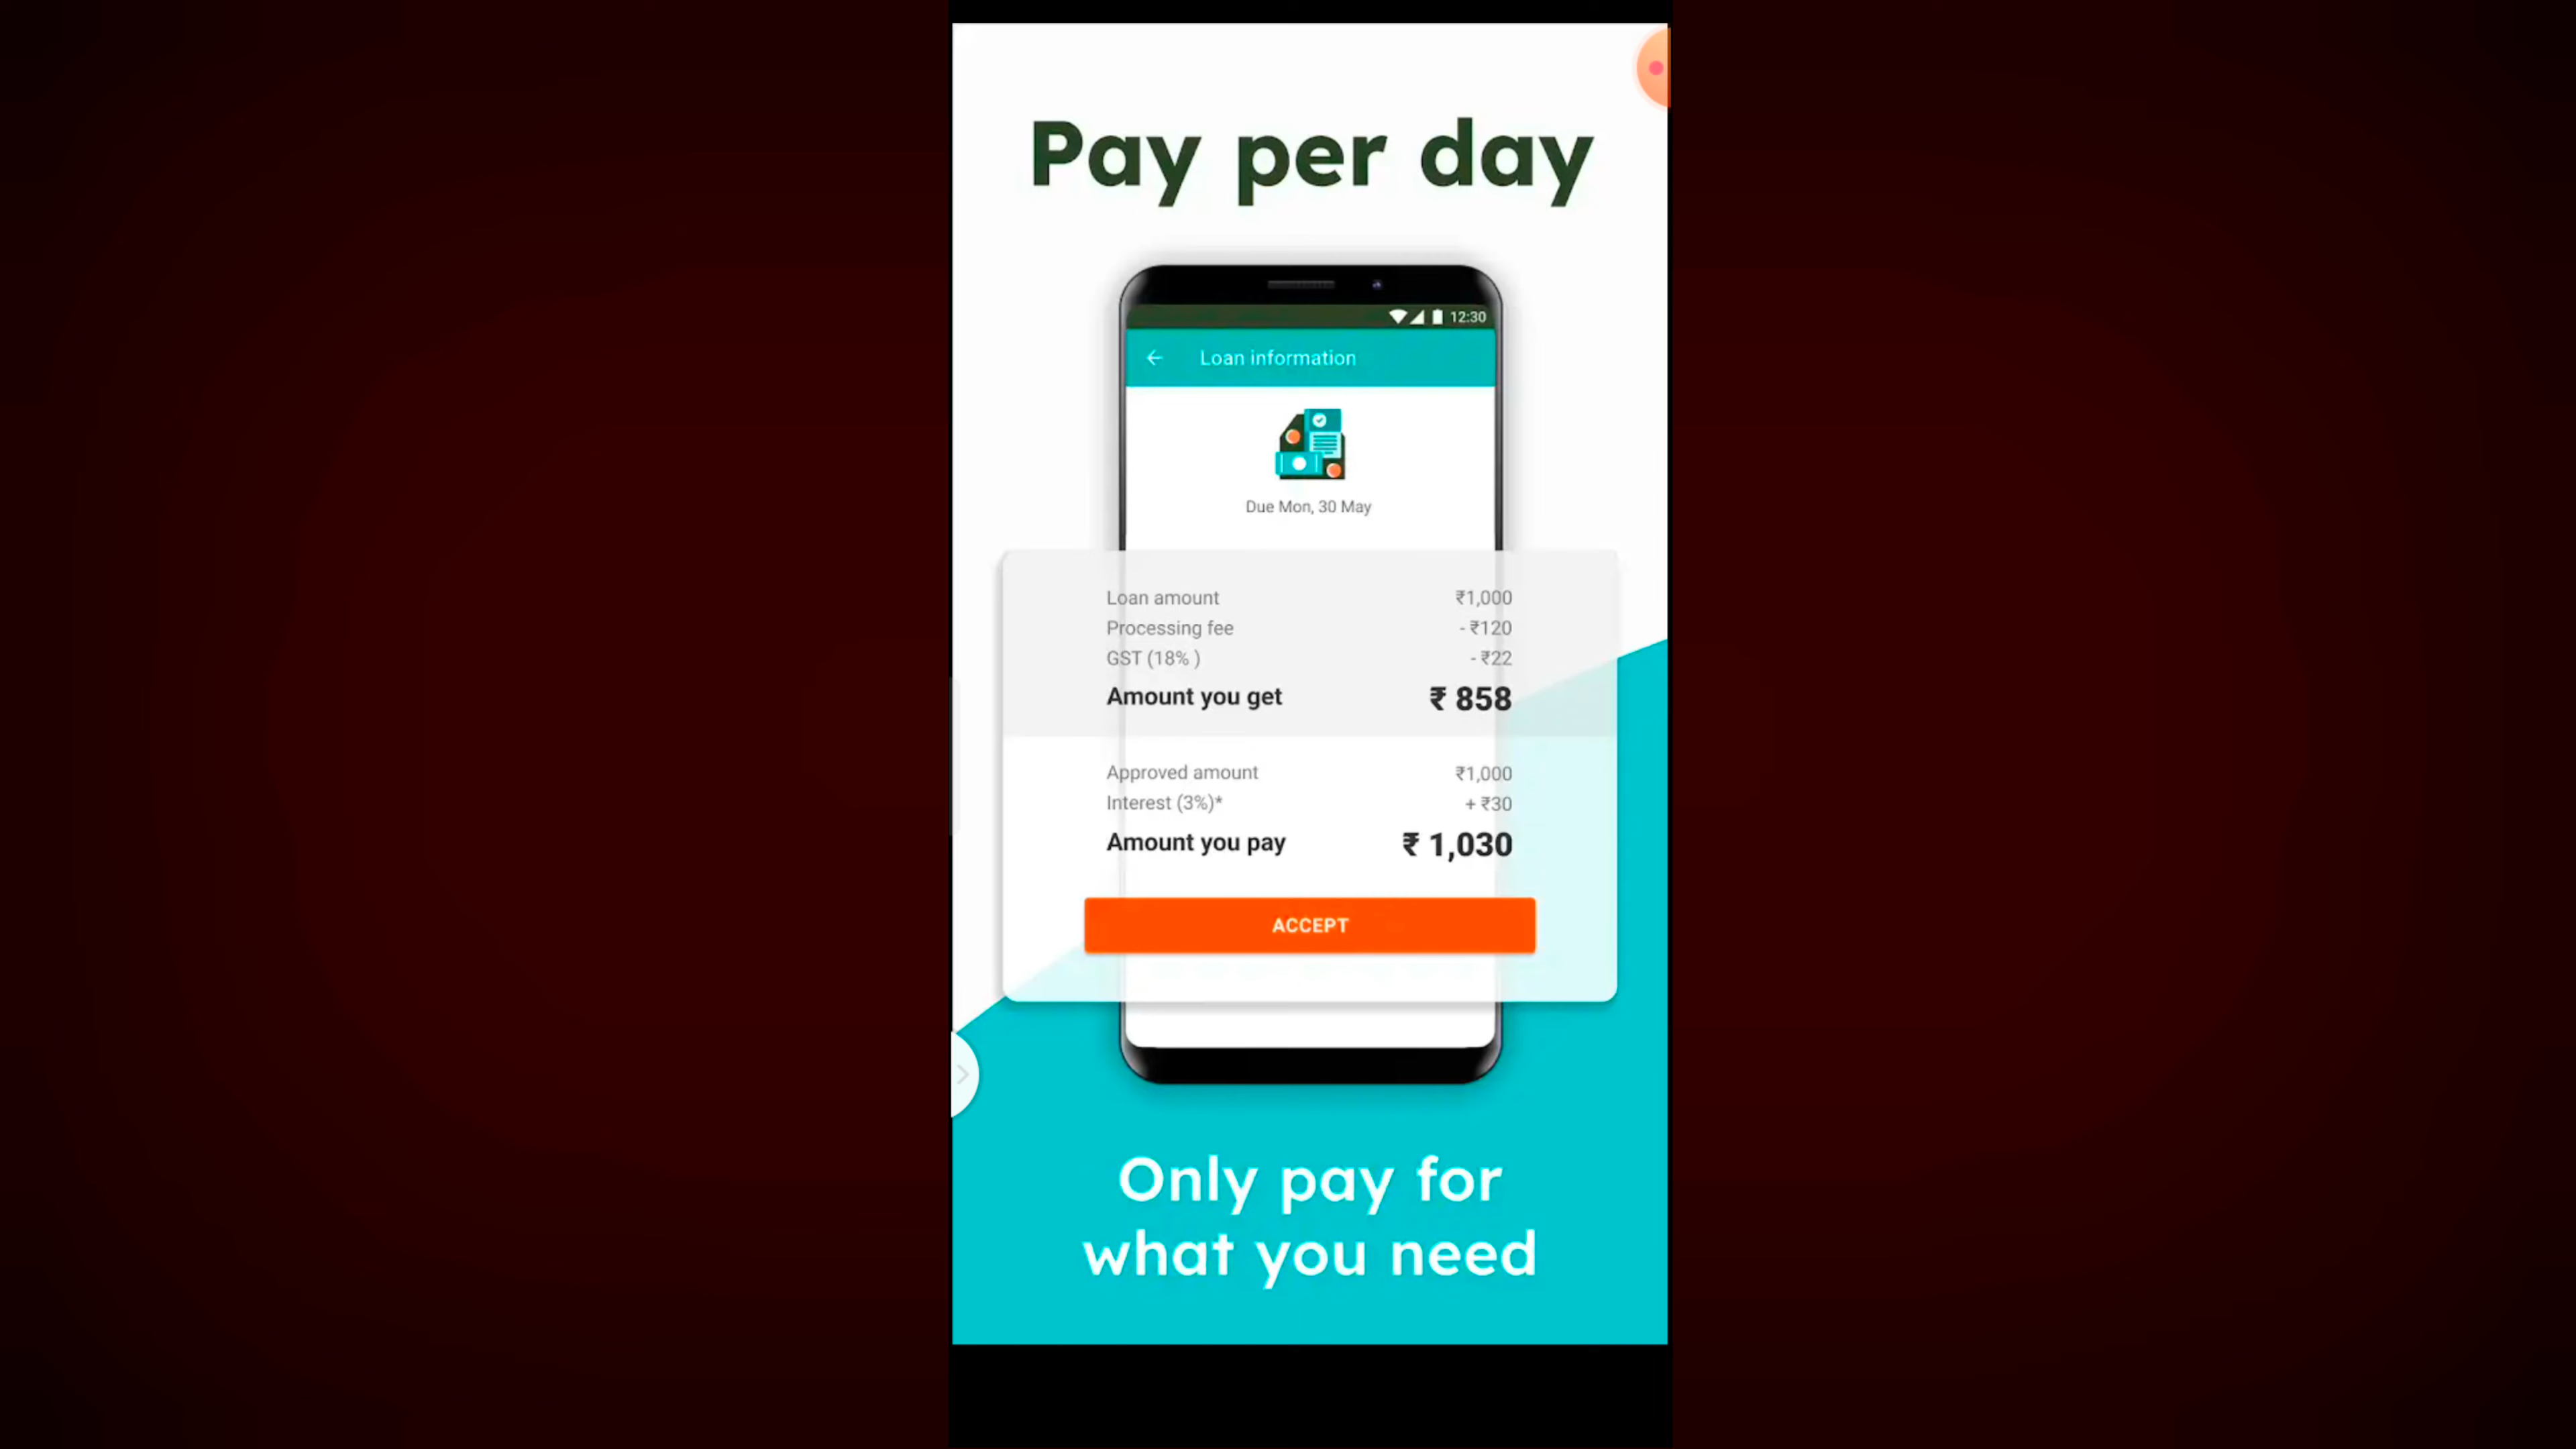 Pay per day
12:30
Loan information
Due Mon, 30 May
Loan amount ₹1,000
Processing fee - ₹120
GST (18% ) - ₹22
Amount you get ₹ 858
Approved amount ₹1,000
Interest (3%)* + ₹30
Amount you pay ₹ 1,030
ACCEPT
Only pay for
what you need